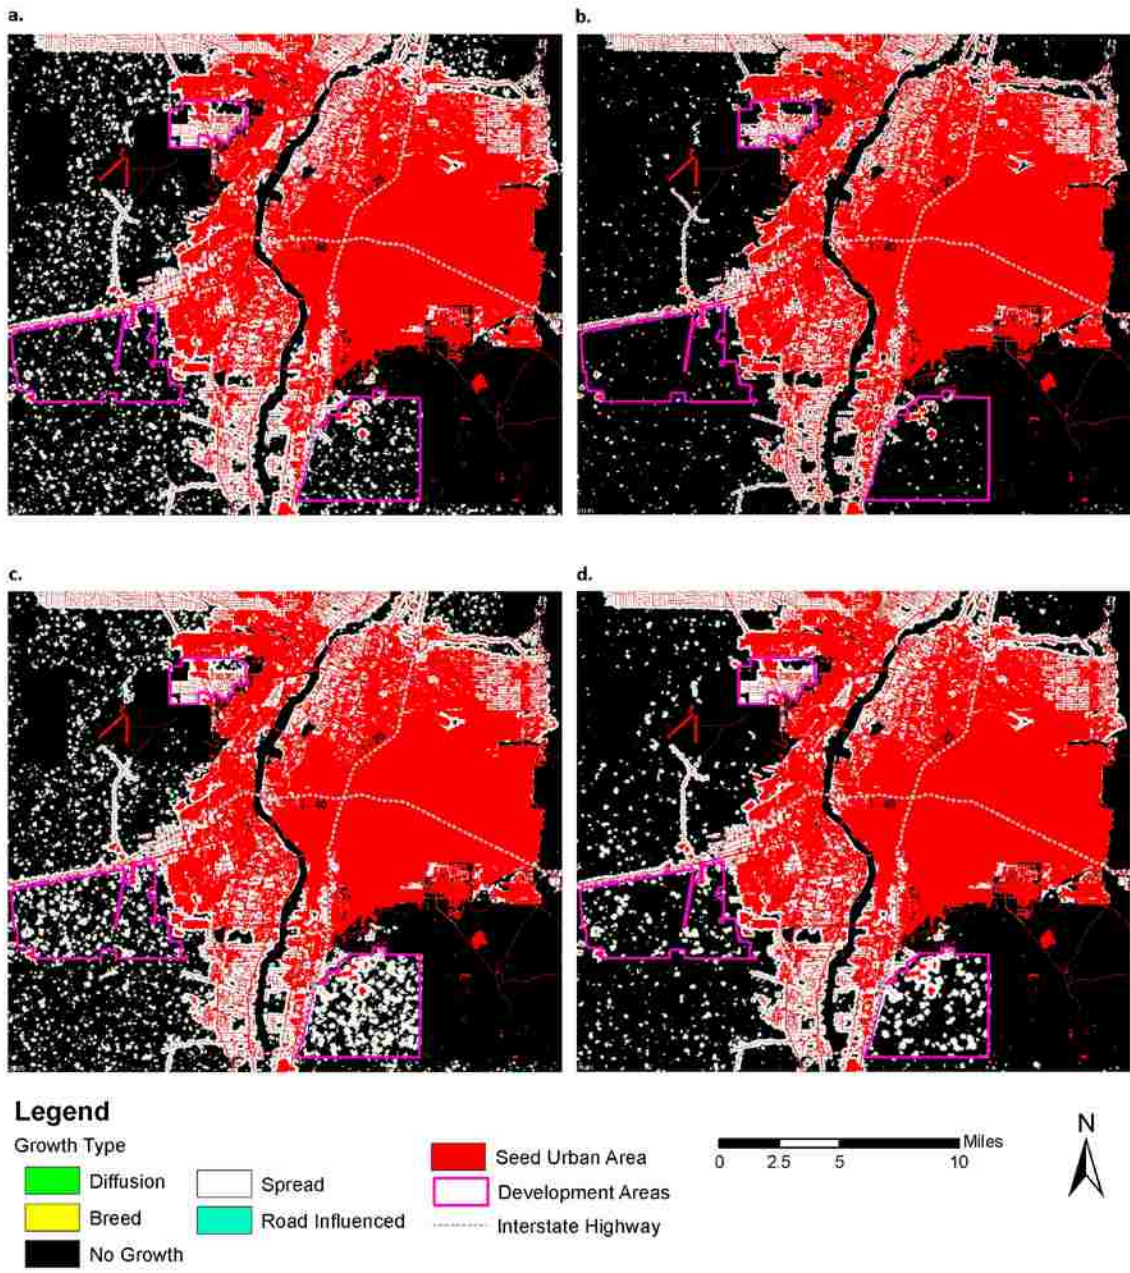 a.
b.
c.
d.
Legend
Growth Type
Diffusion
Breed
No Growth
Spread
Road Influenced
Seed Urban Area
Development Areas
Interstate Highway
Miles
0 2.5 5 10
N